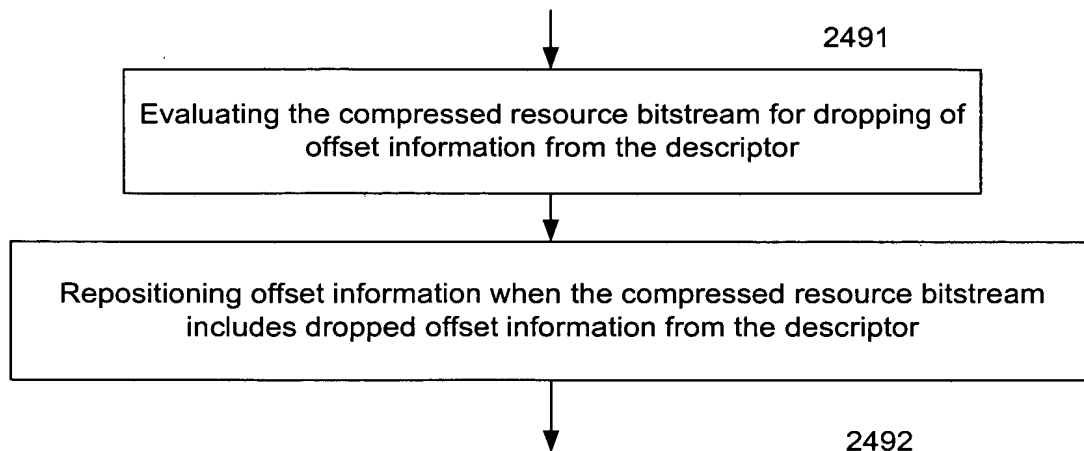 2491
Evaluating the compressed resource bitstream for dropping of
offset information from the descriptor
Repositioning offset information when the compressed resource bitstream
includes dropped offset information from the descriptor
2492